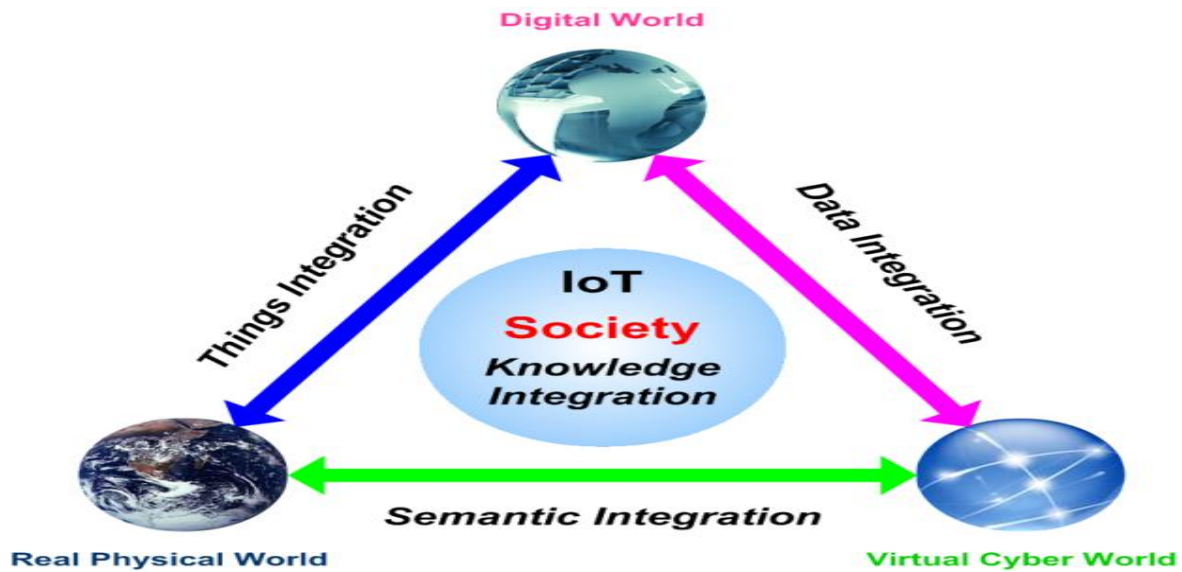 Digital World
Things Integration
Data Integration
IoT
Society
Knowledge
Integration
Semantic Integration
Real Physical World
Virtual Cyber World